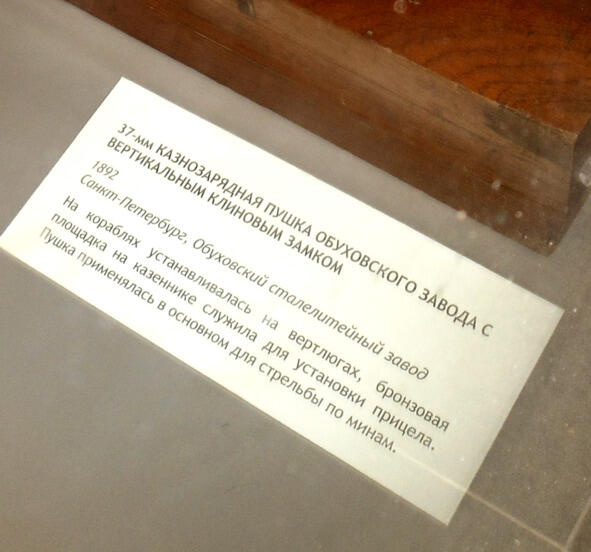 37-мм КАЗНОЗАРЯДНАЯ ПУШКА ОБУХОВСКОГО ЗАВОДА С
ВЕРТИКАЛЬНЫМ КЛИНОВЫМ ЗАМКОМ
1892
Санкт-Петербург, Обуховский сталелитейный завод
На кораблях устанавливалась на вертлюгах, бронзовая
площадка на казеннике служила для установки прицела.
Пушка применялась в основном для стрельбы по минам.